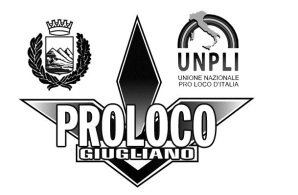 UNPLI
UNIONE NAZIONALE
PRO LOCO D'ITALIA
PROLOCO
GIUGLIANO